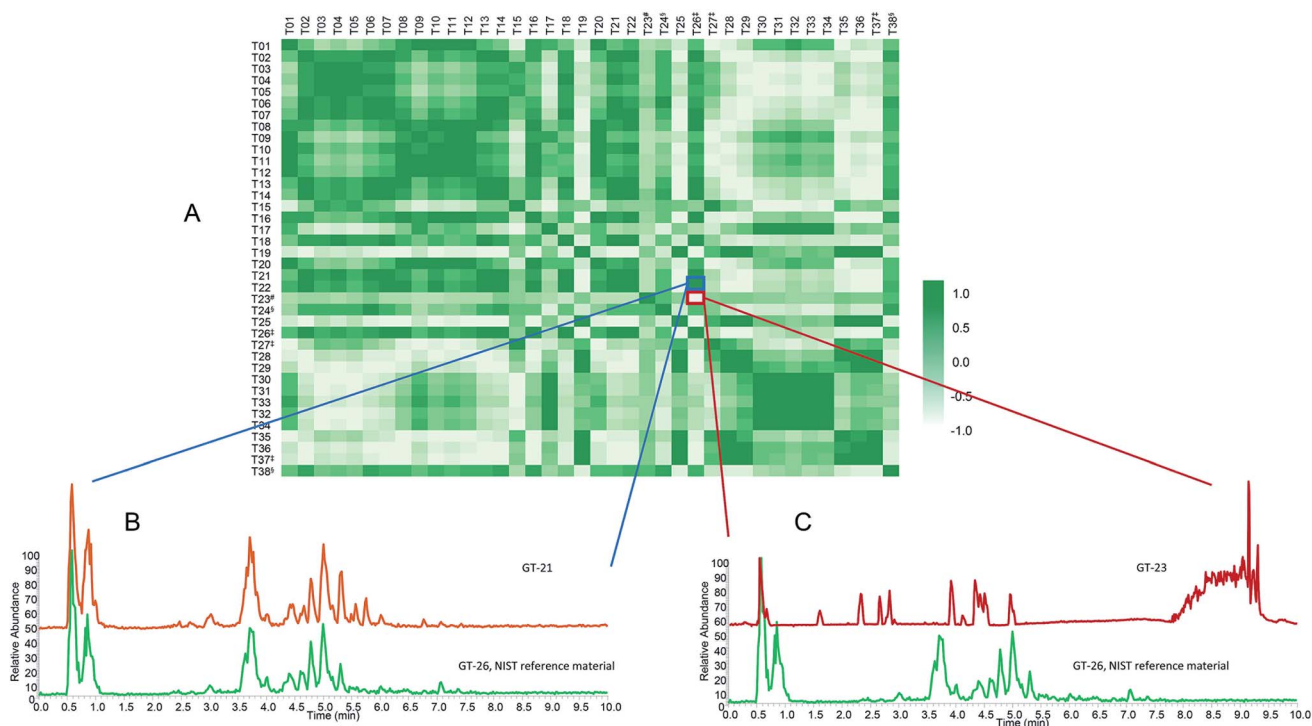 T01 T02 T03 T04 T05 T06 T07 T08 T09 T10 T11 T12 T13 T14 T15 T16 T17 T18 T19 T20 T21 T22 T23# T24§ T25 T26‡ T27‡ T28 T29 T30 T31 T32 T33 T34 T35 T36 T37‡ T38§
T01
T02
T03
T04
T05
T06
T07
T08
T09
T10
T11
T12
T13
T14
T15
T16
T17
T18
T19
T20
T21
T22
T23#
T24§
T25
T26‡
T27‡
T28
T29
T30
T31
T33
T32
T34
T35
T36
T37‡
T38§
A
1.0
0.5
0.0
-0.5
-1.0
B
GT-21
GT-26, NIST reference material
Relative Abundance
100
90
80
70
60
50
40
30
20
10
0
0.0 0.5 1.0 1.5 2.0 2.5 3.0 3.5 4.0 4.5 5.0 5.5 6.0 6.5 7.0 7.5 8.0 8.5 9.0 9.5 10.0
Time (min)
C
GT-23
GT-26, NIST reference material
Relative Abundance
100
90
80
70
60
50
40
30
20
10
0
0.0 0.5 1.0 1.5 2.0 2.5 3.0 3.5 4.0 4.5 5.0 5.5 6.0 6.5 7.0 7.5 8.0 8.5 9.0 9.5 10.0
Time (min)